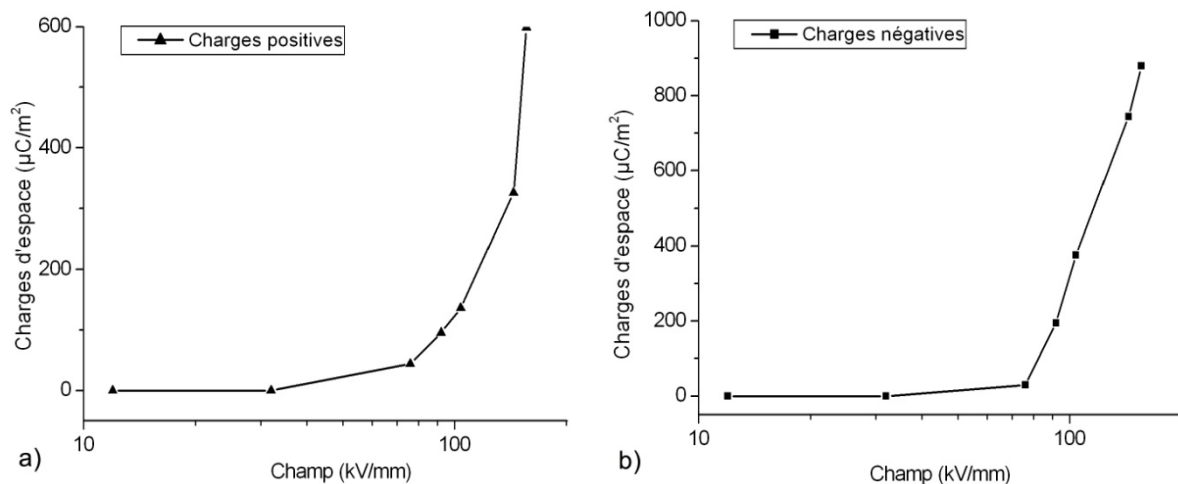 600
Charges positives
400
200
0
Charges d'espace (µC/m²)
10
100
Champ (kV/mm)
a)
1000
Charges négatives
800
600
400
200
0
Charges d'espace (µC/m²)
10
100
Champ (kV/mm)
b)